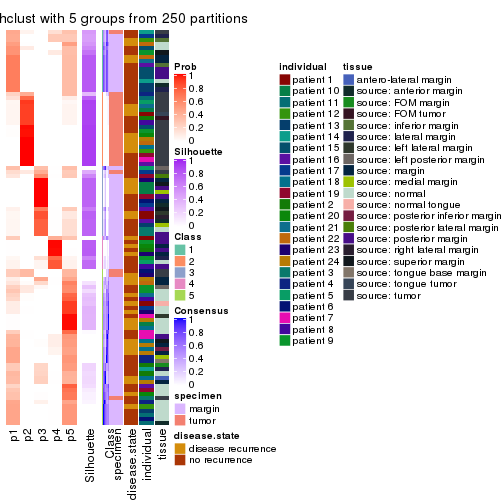 hclust with 5 groups from 250 partitions
Prob
1
0.8
0.6
0.4
0.2
0
Silhouette
1
0.8
0.6
0.4
0.2
0
Class
1
2
3
4
5
Consensus
1
0.8
0.6
0.4
0.2
0
specimen
margin
tumor
disease.state
disease recurrence
no recurrence
individual
patient 1
patient 10
patient 11
patient 12
patient 13
patient 14
patient 15
patient 16
patient 17
patient 18
patient 19
patient 2
patient 20
patient 21
patient 22
patient 23
patient 24
patient 3
patient 4
patient 5
patient 6
patient 7
patient 8
patient 9
tissue
antero-lateral margin
source: anterior margin
source: FOM margin
source: FOM tumor
source: inferior margin
source: lateral margin
source: left lateral margin
source: left posterior margin
source: margin
source: medial margin
source: normal
source: normal tongue
source: posterior inferior margin
source: posterior lateral margin
source: posterior margin
source: right lateral margin
source: superior margin
source: tongue base margin
source: tongue tumor
source: tumor
p1
p2
p3
p4
p5
Silhouette
Class
specimen
disease.state
individual
tissue